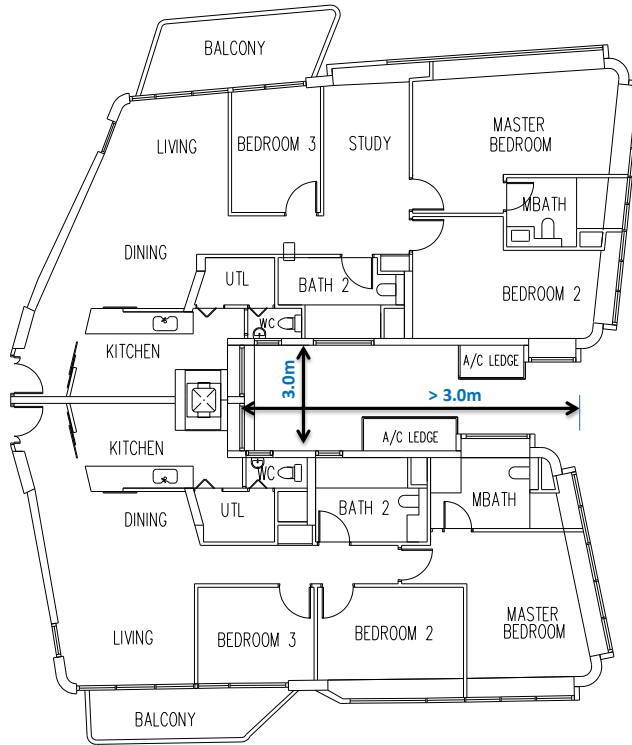 BALCONY
LIVING
BEDROOM 3
STUDY
MASTER
BEDROOM
MBATH
DINING
UTL
BATH 2
BEDROOM 2
WC
KITCHEN
A/C LEDGE
3.0m
> 3.0m
A/C LEDGE
KITCHEN
WC
MBATH
DINING
UTL
BATH 2
LIVING
BEDROOM 3
BEDROOM 2
MASTER
BEDROOM
BALCONY